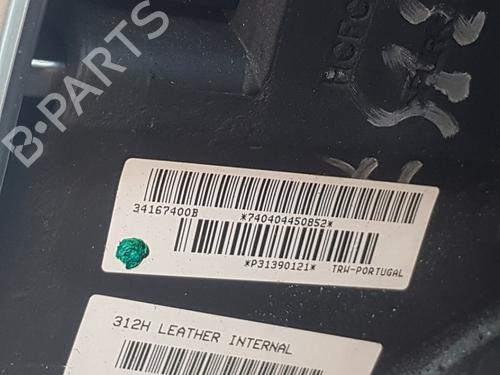 B-PARTS
34167400B *740404450852*
*P31390121* TRW-PORTUGAL
312H LEATHER INTERNAL